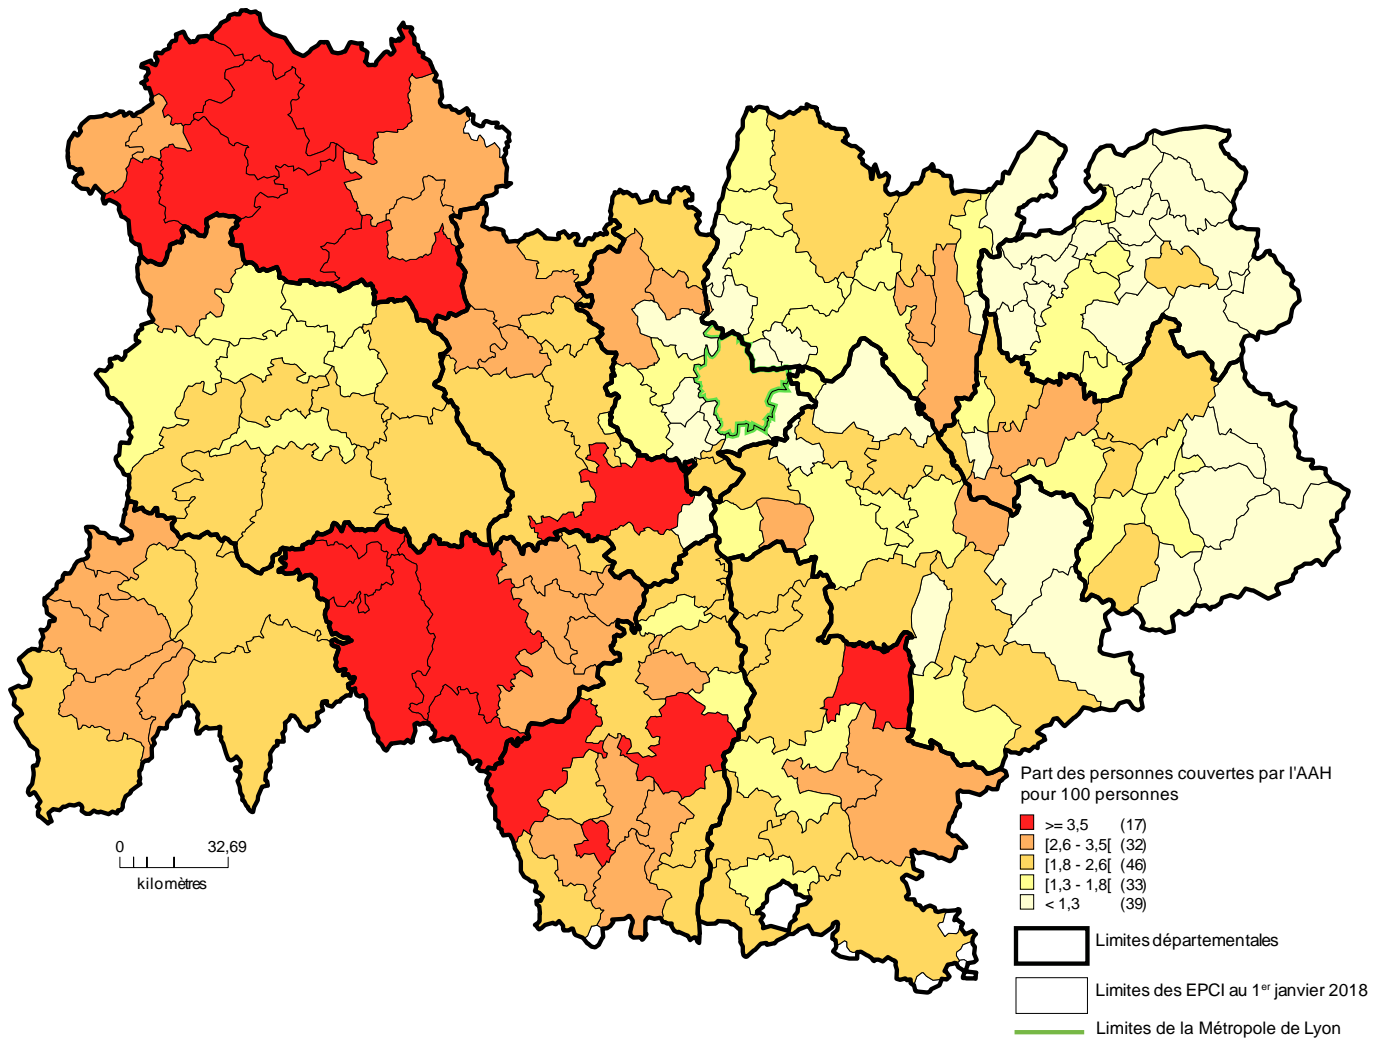 Part des personnes couvertes par l'AAH
pour 100 personnes
>= 3,5 (17)
[2,6 - 3,5[ (32)
[1,8 - 2,6[ (46)
[1,3 - 1,8[ (33)
< 1,3 (39)
0 32,69
kilomètres
Limites départementales
Limites des EPCI au 1er janvier 2018
Limites de la Métropole de Lyon